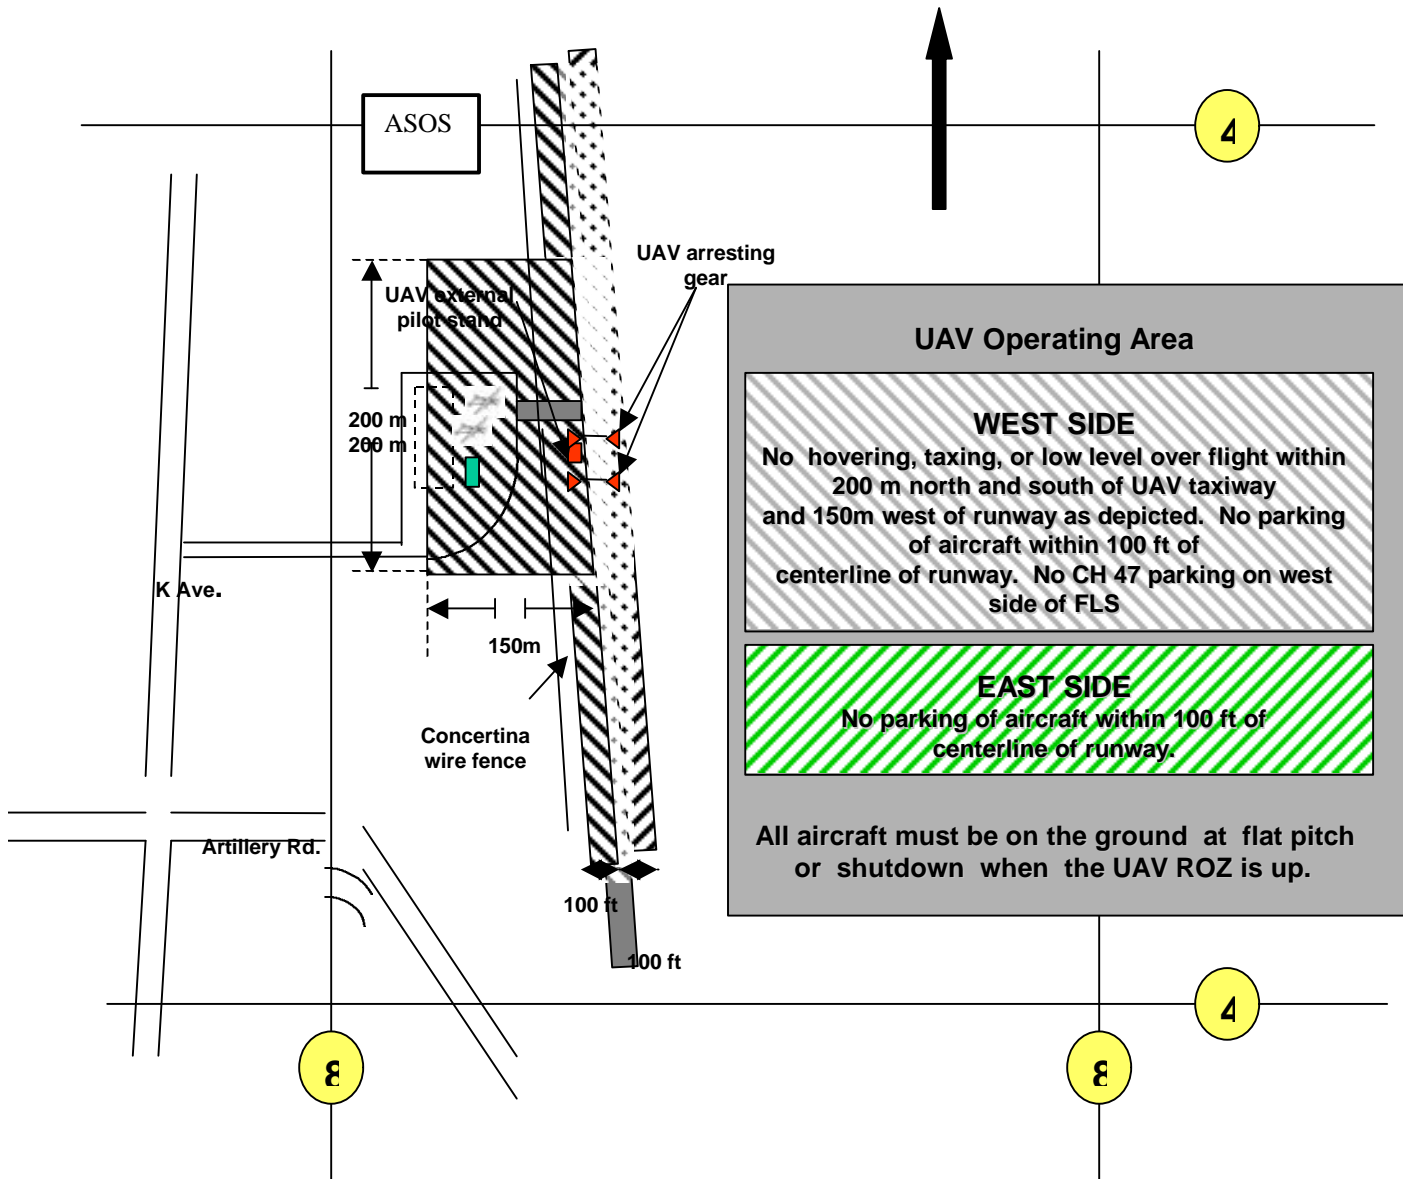 ASOS
4
UAV arresting
gear
UAV external
pilot stand
200 m
200 m
K Ave.
150m
Concertina
wire fence
Artillery Rd.
100 ft
100 ft
UAV Operating Area
WEST SIDE
No hovering, taxing, or low level over flight within
200 m north and south of UAV taxiway
and 150m west of runway as depicted. No parking
of aircraft within 100 ft of
centerline of runway. No CH 47 parking on west
side of FLS
EAST SIDE
No parking of aircraft within 100 ft of
centerline of runway.
All aircraft must be on the ground at flat pitch
or shutdown when the UAV ROZ is up.
4
8
8